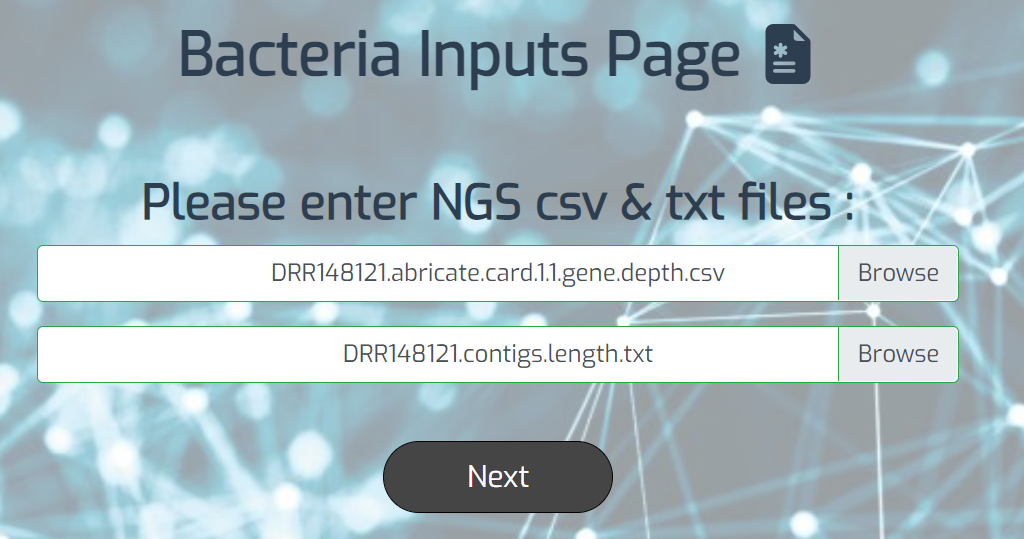 Bacteria Inputs Page
Please enter NGS csv & txt files :
DRR148121.abricate.card.1.1.gene.depth.csv Browse
DRR148121.contigs.length.txt Browse
Next